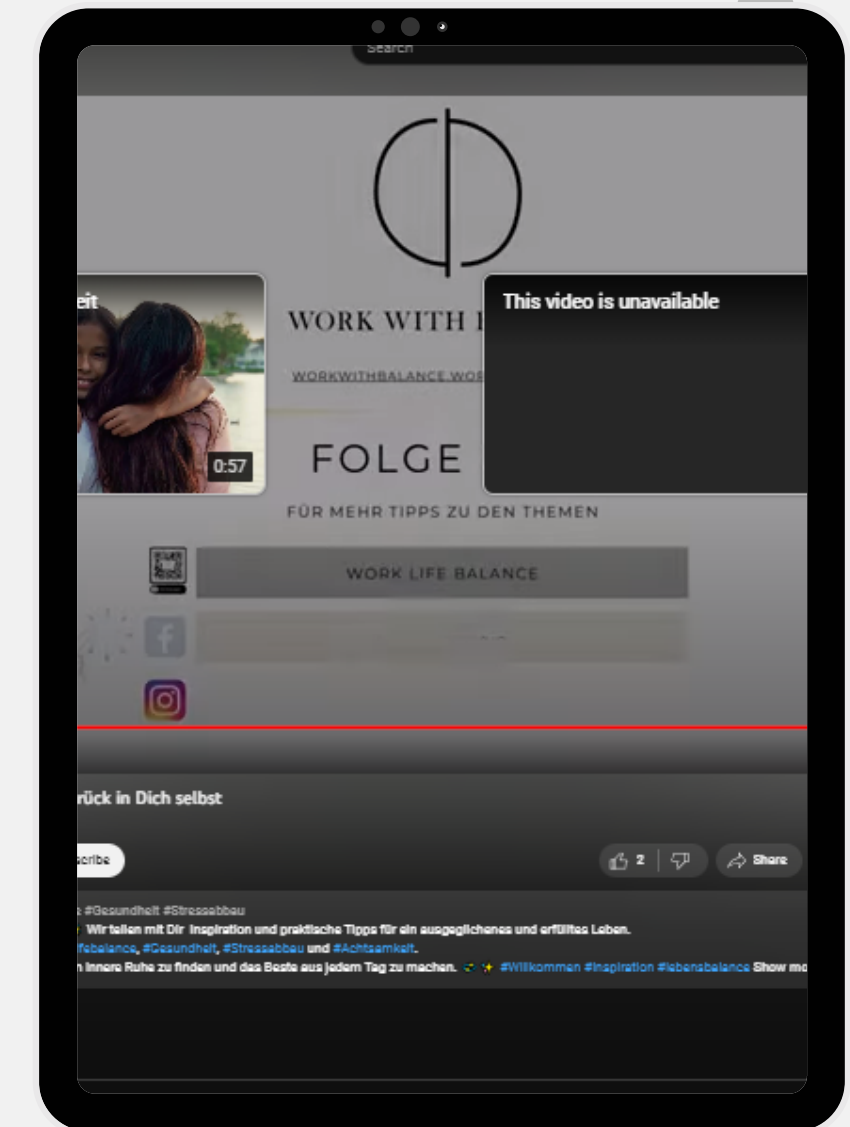 Search
eit
This video is unavailable
0:57
WORK WITH
WORKWITHBALANCE.WOR
FOLGE
FÜR MEHR TIPPS ZU DEN THEMEN
WORK LIFE BALANCE
rück in Dich selbst
scribe
2
Share
#Gesundheit #Stressabbau
Wir teilen mit Dir Inspiration und praktische Tipps für ein ausgeglichenes und erfülltes Leben.
ifebalance, #Gesundheit, #Stressabbau und #Achtsamkeit.
n innere Ruhe zu finden und das Beste aus jedem Tag zu machen. #Willkommen #Inspiration #lebensbalance Show mo